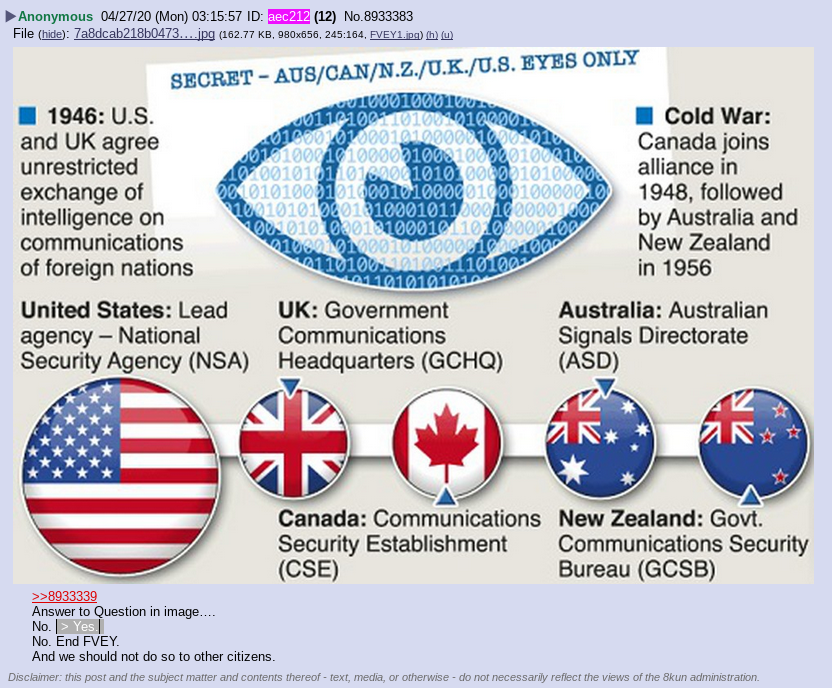 ▶Anonymous 04/27/20 (Mon) 03:15:57 ID: aec212 (12) No.8933383
File (hide): 7a8dcab218b0473….jpg (162.77 KB, 980x656, 245:164, FVEY1.jpg) (h) (u)
SECRET – AUS/CAN/N.Z./U.K./U.S. EYES ONLY
1946: U.S.
and UK agree
unrestricted
exchange of
intelligence on
communications
of foreign nations
Cold War:
Canada joins
alliance in
1948, followed
by Australia and
New Zealand
in 1956
United States: Lead
agency – National
Security Agency (NSA)
UK: Government
Communications
Headquarters (GCHQ)
Australia: Australian
Signals Directorate
(ASD)
Canada: Communications
Security Establishment
(CSE)
New Zealand: Govt.
Communications Security
Bureau (GCSB)
>>8933339
Answer to Question in image….
No. > Yes.
No. End FVEY.
And we should not do so to other citizens.
Disclaimer: this post and the subject matter and contents thereof - text, media, or otherwise - do not necessarily reflect the views of the 8kun administration.